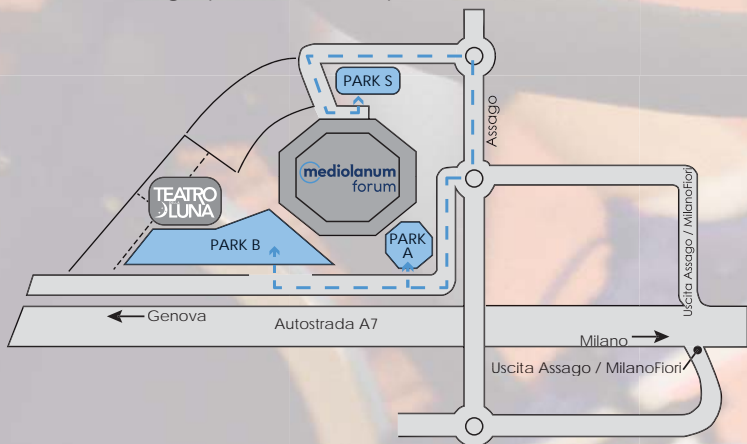 PARK S
Assago
mediolanum
forum
TEATRO
LUNA
PARK B
PARK
A
Uscita Assago / MilanoFiori
Genova
Autostrada A7
Milano
Uscita Assago / MilanoFiori